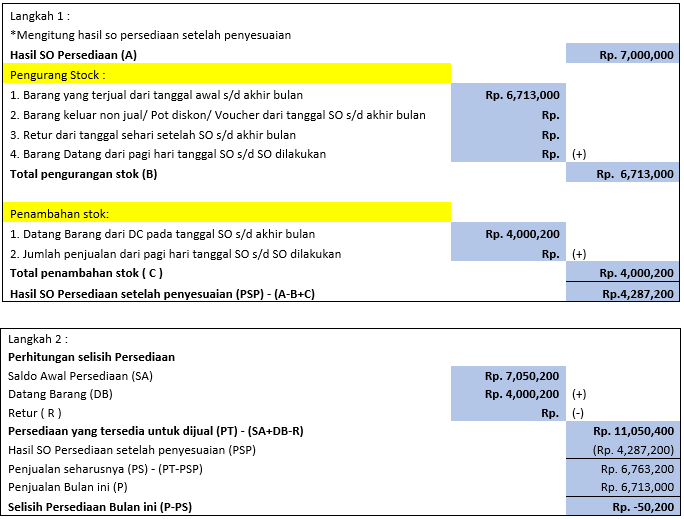 Langkah 1 :
*Mengitung hasil so persediaan setelah penyesuaian
Hasil SO Persediaan (A) Rp. 7,000,000
Pengurang Stock :
1. Barang yang terjual dari tanggal awal s/d akhir bulan Rp. 6,713,000
2. Barang keluar non jual/ Pot diskon/ Voucher dari tanggal SO s/d akhir bulan Rp.
3. Retur dari tanggal sehari setelah SO s/d akhir bulan Rp.
4. Barang Datang dari pagi hari tanggal SO s/d SO dilakukan Rp. (+)
Total pengurangan stok (B) Rp. 6,713,000
Penambahan stok:
1. Datang Barang dari DC pada tanggal SO s/d akhir bulan Rp. 4,000,200
2. Jumlah penjualan dari pagi hari tanggal SO s/d SO dilakukan Rp. (+)
Total penambahan stok ( C ) Rp. 4,000,200
Hasil SO Persediaan setelah penyesuaian (PSP) - (A-B+C) Rp.4,287,200
Langkah 2 :
Perhitungan selisih Persediaan
Saldo Awal Persediaan (SA) Rp. 7,050,200
Datang Barang (DB) Rp. 4,000,200 (+)
Retur ( R ) Rp. (-)
Persediaan yang tersedia untuk dijual (PT) - (SA+DB-R) Rp. 11,050,400
Hasil SO Persediaan setelah penyesuaian (PSP) (Rp. 4,287,200)
Penjualan seharusnya (PS) - (PT-PSP) Rp. 6,763,200
Penjualan Bulan ini (P) Rp. 6,713,000
Selisih Persediaan Bulan ini (P-PS) Rp. -50,200